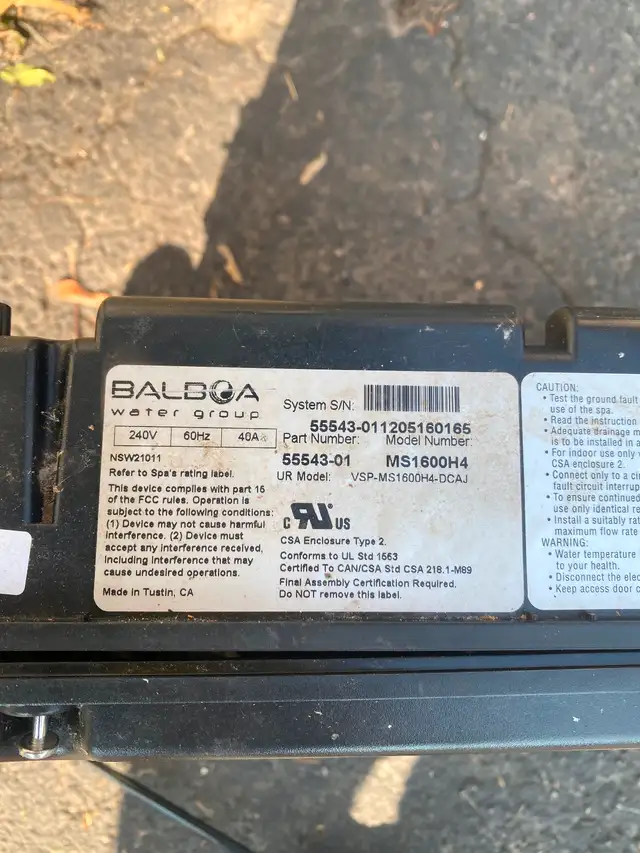 BALBOA
water group
240V 60Hz 40A
NSW21011
Refer to Spa's rating label.
This device complies with part 15
of the FCC rules. Operation is
subject to the following conditions:
(1) Device may not cause harmful
interference. (2) Device must
accept any interference received,
including interference that may
cause undesired operations.
Made in Tustin, CA
System S/N:
55543-011205160165
Part Number: Model Number:
55543-01 MS1600H4
UR Model: VSP-MS1600H4-DCAJ
C UR US
CSA Enclosure Type 2.
Conforms to UL Std 1563
Certified To CAN/CSA Std CSA 218.1-M89
Final Assembly Certification Required.
Do NOT remove this label.
CAUTION:
• Test the ground fault
use of the spa.
• Read the instruction
• Adequate drainage m
is to be installed in a
• For indoor use only
CSA enclosure 2.
• Connect only to a ci
fault circuit interrup
• To ensure continued
use only identical re
• Install a suitably ra
maximum flow rate
WARNING:
• Water temperature
to your health.
• Disconnect the elec
• Keep access door c